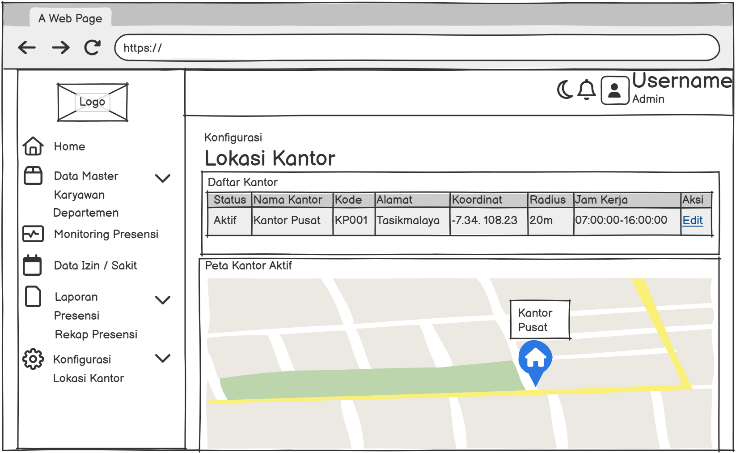 A Web Page
https://
Username
Admin
Logo
Home
Data Master
Karyawan
Departemen
Monitoring Presensi
Data Izin / Sakit
Laporan
Presensi
Rekap Presensi
Konfigurasi
Lokasi Kantor
Konfigurasi
Lokasi Kantor
Daftar Kantor
Status Nama Kantor Kode Alamat Koordinat Radius Jam Kerja Aksi
Aktif Kantor Pusat KP001 Tasikmalaya -7.34. 108.23 20m 07:00:00-16:00:00 Edit
Peta Kantor Aktif
Kantor
Pusat